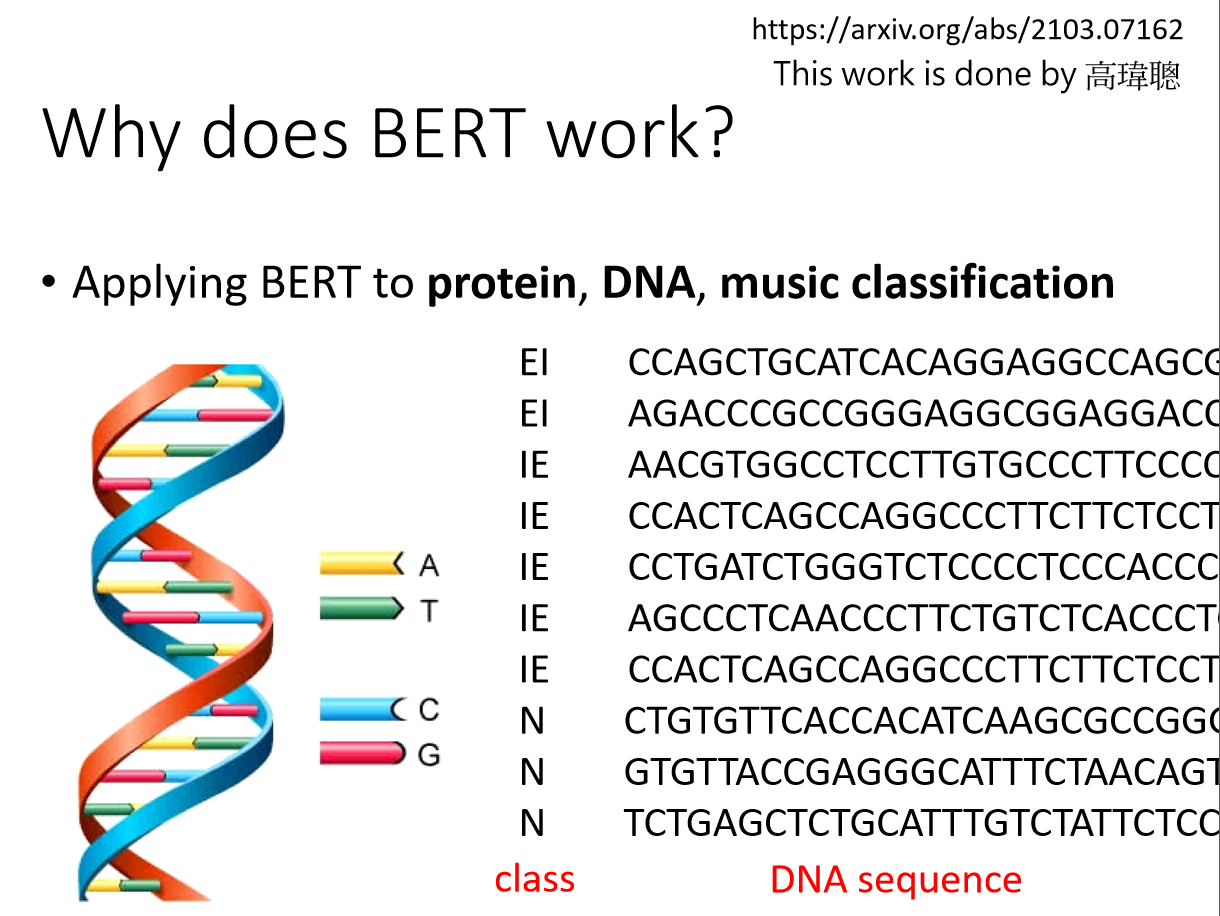 https://arxiv.org/abs/2103.07162
This work is done by 高瑋聰
Why does BERT work?
• Applying BERT to protein, DNA, music classification
EI CCAGCTGCATCACAGGAGGCCAGCG
EI AGACCCGCCGGGAGGCGGAGGACC
IE AACGTGGCCTCCTTGTGCCCTTCCCC
IE CCACTCAGCCAGGCCCTTCTTCTCCT
IE CCTGATCTGGGTCTCCCCTCCCACCC
IE AGCCCTCAACCCTTCTGTCTCACCCT
IE CCACTCAGCCAGGCCCTTCTTCTCCT
N CTGTGTTCACCACATCAAGCGCCGGG
N GTGTTACCGAGGGCATTTCTAACAGT
N TCTGAGCTCTGCATTTGTCTATTCTCC
class DNA sequence
A
T
C
G